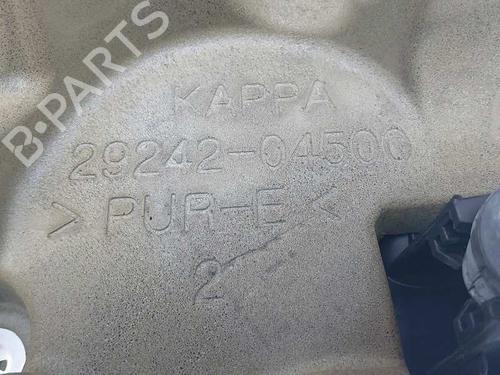 B-PARTS
KAPPA
29242-04500
> PUR-E <
2